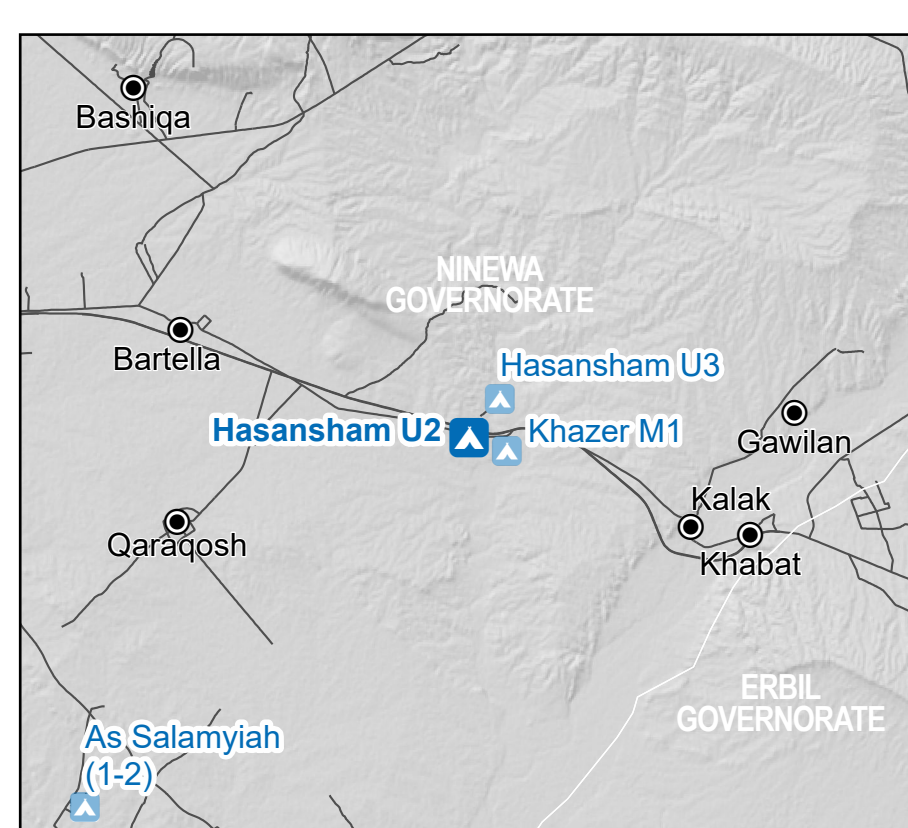 Bashiqa
NINEWA
GOVERNORATE
Bartella
Hasansham U3
Hasansham U2
Khazer M1
Gawilan
Kalak
Qaraqosh
Khabat
ERBIL
GOVERNORATE
As Salamyiah
(1-2)